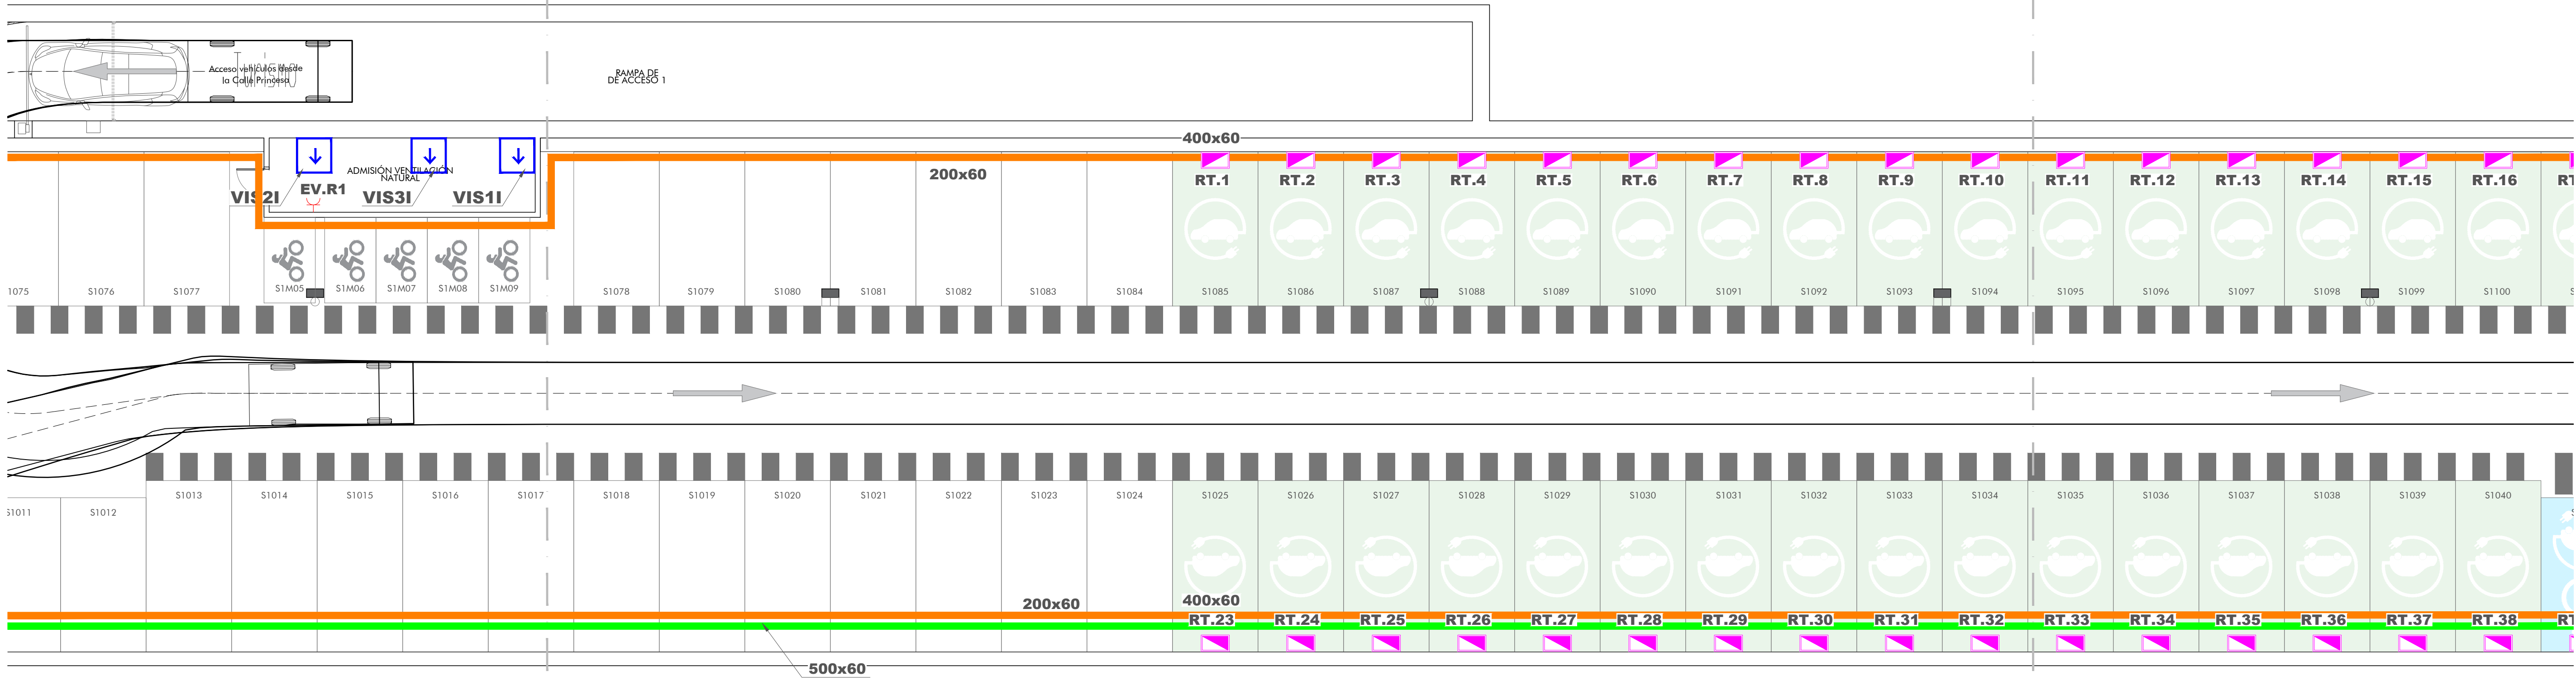 TURISMO
Acceso vehículos desde
la Calle Princesa
RAMPA DE
DE ACCESO 1
400x60
ADMISIÓN VENTILACIÓN
NATURAL
VIS2I
EV.R1
VIS3I
VIS1I
200x60
RT.1 RT.2 RT.3 RT.4 RT.5 RT.6 RT.7 RT.8 RT.9 RT.10 RT.11 RT.12 RT.13 RT.14 RT.15 RT.16 RT
1075 S1076 S1077 S1M05 S1M06 S1M07 S1M08 S1M09 S1078 S1079 S1080 S1081 S1082 S1083 S1084 S1085 S1086 S1087 S1088 S1089 S1090 S1091 S1092 S1093 S1094 S1095 S1096 S1097 S1098 S1099 S1100
S1011 S1012 S1013 S1014 S1015 S1016 S1017 S1018 S1019 S1020 S1021 S1022 S1023 S1024 S1025 S1026 S1027 S1028 S1029 S1030 S1031 S1032 S1033 S1034 S1035 S1036 S1037 S1038 S1039 S1040
200x60 400x60
RT.23 RT.24 RT.25 RT.26 RT.27 RT.28 RT.29 RT.30 RT.31 RT.32 RT.33 RT.34 RT.35 RT.36 RT.37 RT.38 RT
500x60